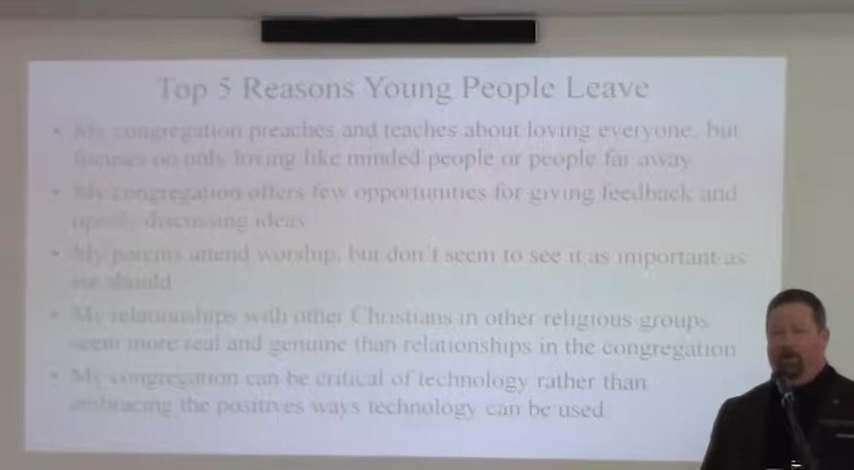 Top 5 Reasons Young People Leave
• My congregation preaches and teaches about loving everyone, but
focuses on only loving like minded people or people far away
• My congregation offers few opportunities for giving feedback and
openly discussing ideas
• My parents attend worship, but don't seem to see it as important as
we should
• My relationships with other Christians in other religious groups
seem more real and genuine than relationships in the congregation
• My congregation can be critical of technology rather than
embracing the positives ways technology can be used